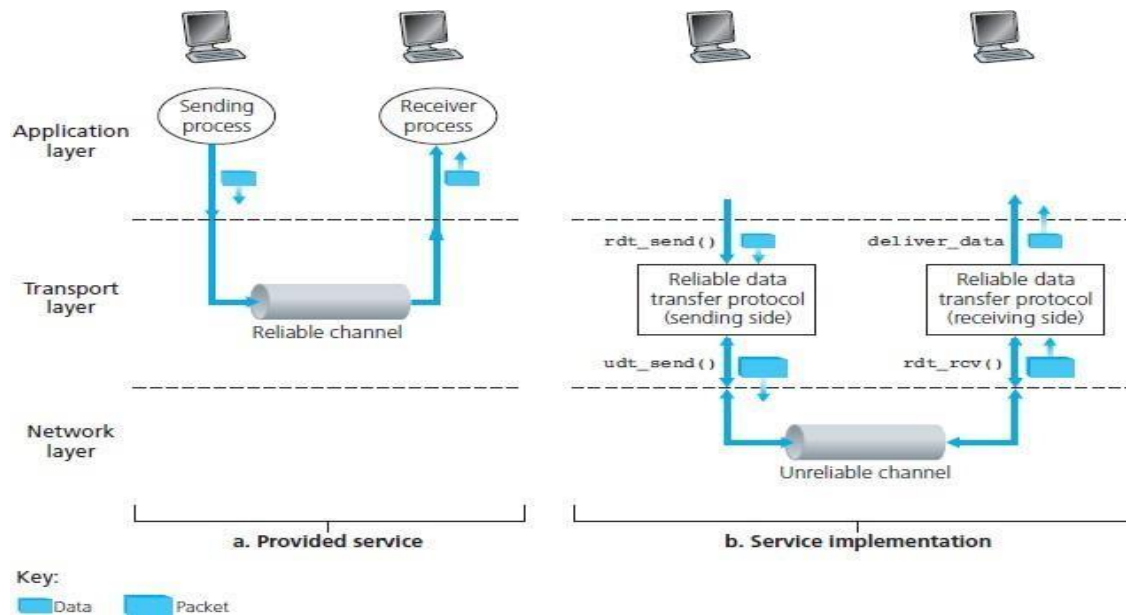 Sending
process
Receiver
process
Application
layer
Transport
layer
Reliable channel
Network
layer
a. Provided service
rdt_send()
deliver_data
Reliable data
transfer protocol
(sending side)
Reliable data
transfer protocol
(receiving side)
udt_send()
rdt_rcv()
Unreliable channel
b. Service implementation
Key:
Data
Packet